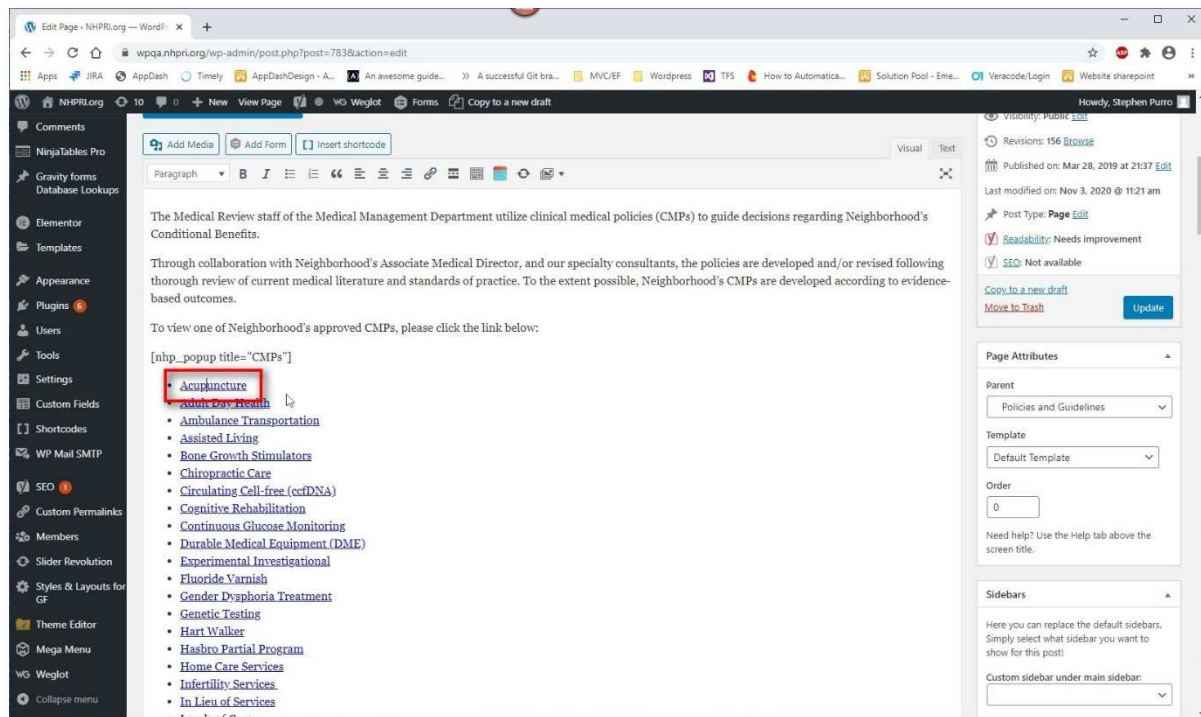 Edit Page ‹ NHPRI.org — WordPr
wpqa.nhpri.org/wp-admin/post.php?post=783&action=edit
Apps JIRA AppDash Timely AppDashDesign - A... An awesome guide... A successful Git bra... MVC/EF Wordpress TFS How to Automatica... Solution Pool - Eme... Veracode/Login Website sharepoint
NHPRI.org 10 0 + New View Page WG Weglot Forms Copy to a new draft Howdy, Stephen Purro
Comments
NinjaTables Pro
Gravity forms
Database Lookups
Elementor
Templates
Appearance
Plugins 6
Users
Tools
Settings
Custom Fields
[ ] Shortcodes
WP Mail SMTP
SEO 1
Custom Permalinks
Members
Slider Revolution
Styles & Layouts for
GF
Theme Editor
Mega Menu
WG Weglot
Collapse menu
Add Media Add Form [ ] Insert shortcode
Visual Text
Paragraph B I
The Medical Review staff of the Medical Management Department utilize clinical medical policies (CMPs) to guide decisions regarding Neighborhood's
Conditional Benefits.
Through collaboration with Neighborhood's Associate Medical Director, and our specialty consultants, the policies are developed and/or revised following
thorough review of current medical literature and standards of practice. To the extent possible, Neighborhood's CMPs are developed according to evidence-
based outcomes.
To view one of Neighborhood's approved CMPs, please click the link below:
[nhp_popup title="CMPs"]
• Acupuncture
• Adult Day Health
• Ambulance Transportation
• Assisted Living
• Bone Growth Stimulators
• Chiropractic Care
• Circulating Cell-free (ccfDNA)
• Cognitive Rehabilitation
• Continuous Glucose Monitoring
• Durable Medical Equipment (DME)
• Experimental Investigational
• Fluoride Varnish
• Gender Dysphoria Treatment
• Genetic Testing
• Hart Walker
• Hasbro Partial Program
• Home Care Services
• Infertility Services
• In Lieu of Services
Visibility: Public Edit
Revisions: 156 Browse
Published on: Mar 28, 2019 at 21:37 Edit
Last modified on: Nov 3, 2020 @ 11:21 am
Post Type: Page Edit
Readability: Needs improvement
SEO: Not available
Copy to a new draft
Move to Trash Update
Page Attributes
Parent
Policies and Guidelines
Template
Default Template
Order
0
Need help? Use the Help tab above the
screen title.
Sidebars
Here you can replace the default sidebars.
Simply select what sidebar you want to
show for this post!
Custom sidebar under main sidebar: